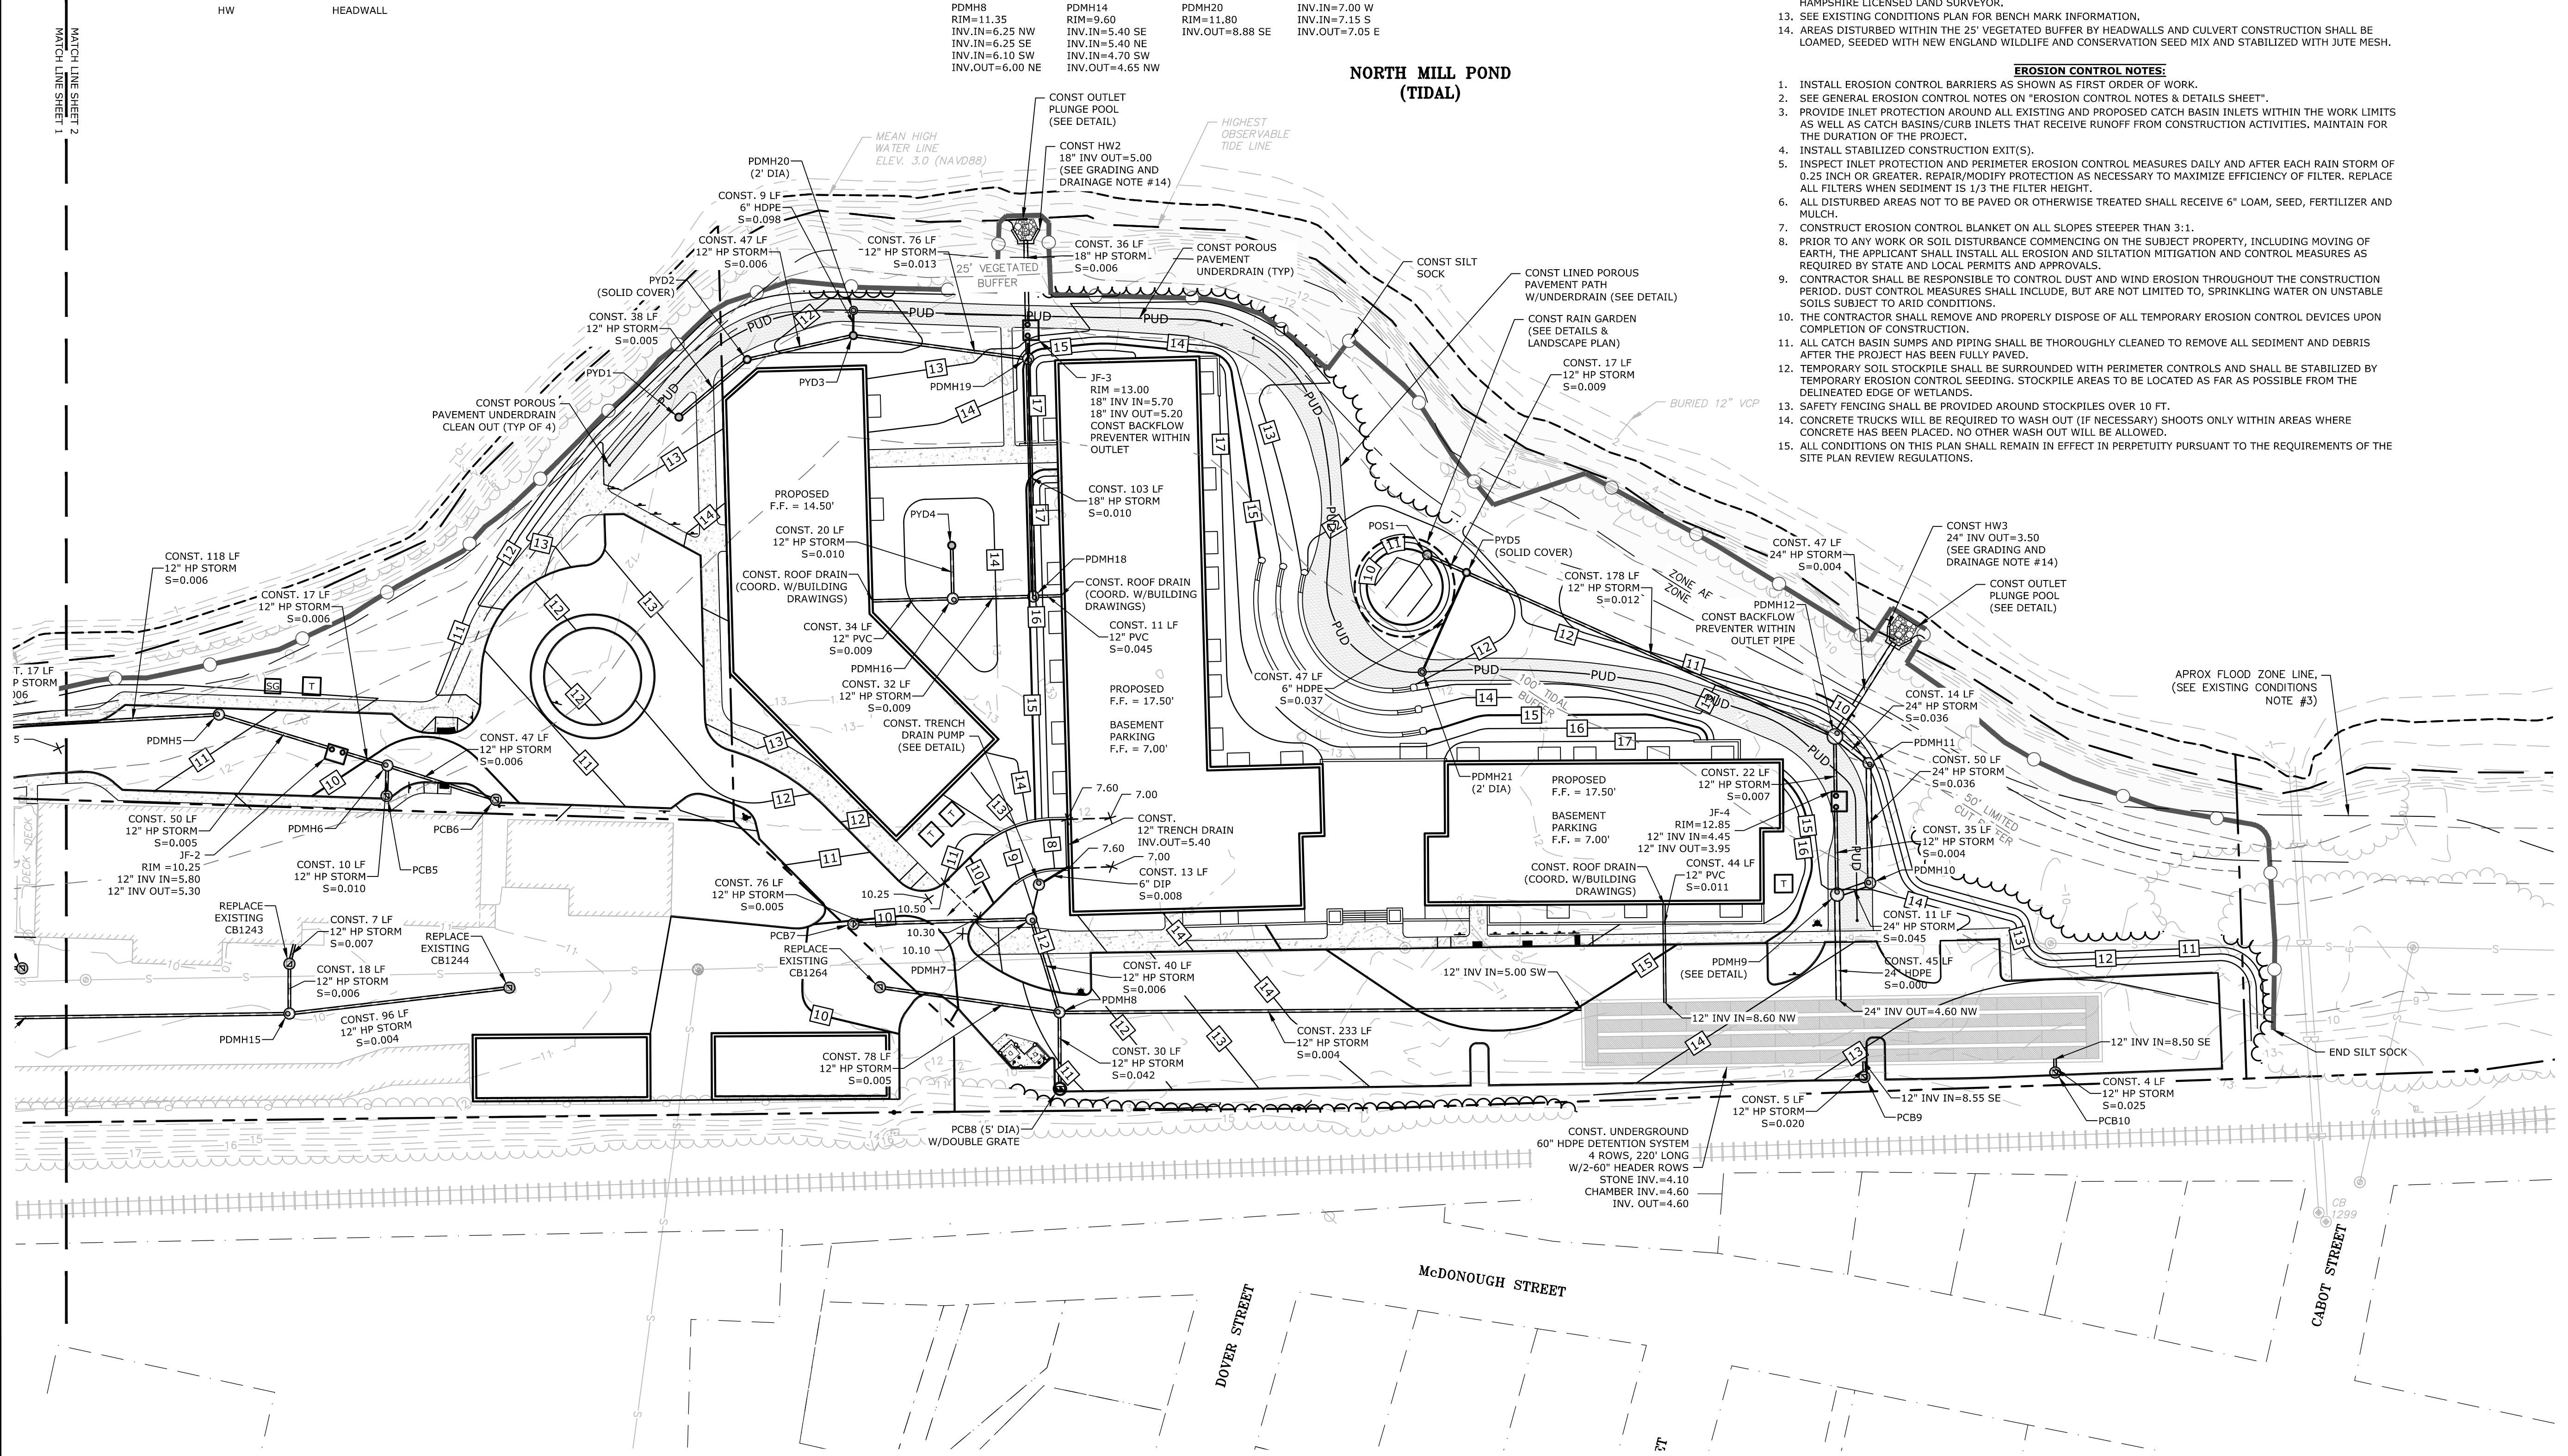 HW
HEADWALL
MATCH LINE SHEET 2
MATCH LINE SHEET 1
PDMH8
RIM=11.35
INV.IN=6.25 NW
INV.IN=6.25 SE
INV.IN=6.10 SW
INV.OUT=6.00 NE
PDMH14
RIM=9.60
INV.IN=5.40 SE
INV.IN=5.40 NE
INV.IN=4.70 SW
INV.OUT=4.65 NW
PDMH20
RIM=11.80
INV.OUT=8.88 SE
INV.IN=7.00 W
INV.IN=7.15 S
INV.OUT=7.05 E
HAMPSHIRE LICENSED LAND SURVEYOR.
13. SEE EXISTING CONDITIONS PLAN FOR BENCH MARK INFORMATION.
14. AREAS DISTURBED WITHIN THE 25' VEGETATED BUFFER BY HEADWALLS AND CULVERT CONSTRUCTION SHALL BE
LOAMED, SEEDED WITH NEW ENGLAND WILDLIFE AND CONSERVATION SEED MIX AND STABILIZED WITH JUTE MESH.
EROSION CONTROL NOTES:
1. INSTALL EROSION CONTROL BARRIERS AS SHOWN AS FIRST ORDER OF WORK.
2. SEE GENERAL EROSION CONTROL NOTES ON "EROSION CONTROL NOTES & DETAILS SHEET".
3. PROVIDE INLET PROTECTION AROUND ALL EXISTING AND PROPOSED CATCH BASIN INLETS WITHIN THE WORK LIMITS
AS WELL AS CATCH BASINS/CURB INLETS THAT RECEIVE RUNOFF FROM CONSTRUCTION ACTIVITIES. MAINTAIN FOR
THE DURATION OF THE PROJECT.
4. INSTALL STABILIZED CONSTRUCTION EXIT(S).
5. INSPECT INLET PROTECTION AND PERIMETER EROSION CONTROL MEASURES DAILY AND AFTER EACH RAIN STORM OF
0.25 INCH OR GREATER. REPAIR/MODIFY PROTECTION AS NECESSARY TO MAXIMIZE EFFICIENCY OF FILTER. REPLACE
ALL FILTERS WHEN SEDIMENT IS 1/3 THE FILTER HEIGHT.
6. ALL DISTURBED AREAS NOT TO BE PAVED OR OTHERWISE TREATED SHALL RECEIVE 6" LOAM, SEED, FERTILIZER AND
MULCH.
7. CONSTRUCT EROSION CONTROL BLANKET ON ALL SLOPES STEEPER THAN 3:1.
8. PRIOR TO ANY WORK OR SOIL DISTURBANCE COMMENCING ON THE SUBJECT PROPERTY, INCLUDING MOVING OF
EARTH, THE APPLICANT SHALL INSTALL ALL EROSION AND SILTATION MITIGATION AND CONTROL MEASURES AS
REQUIRED BY STATE AND LOCAL PERMITS AND APPROVALS.
9. CONTRACTOR SHALL BE RESPONSIBLE TO CONTROL DUST AND WIND EROSION THROUGHOUT THE CONSTRUCTION
PERIOD. DUST CONTROL MEASURES SHALL INCLUDE, BUT ARE NOT LIMITED TO, SPRINKLING WATER ON UNSTABLE
SOILS SUBJECT TO ARID CONDITIONS.
10. THE CONTRACTOR SHALL REMOVE AND PROPERLY DISPOSE OF ALL TEMPORARY EROSION CONTROL DEVICES UPON
COMPLETION OF CONSTRUCTION.
11. ALL CATCH BASIN SUMPS AND PIPING SHALL BE THOROUGHLY CLEANED TO REMOVE ALL SEDIMENT AND DEBRIS
AFTER THE PROJECT HAS BEEN FULLY PAVED.
12. TEMPORARY SOIL STOCKPILE SHALL BE SURROUNDED WITH PERIMETER CONTROLS AND SHALL BE STABILIZED BY
TEMPORARY EROSION CONTROL SEEDING. STOCKPILE AREAS TO BE LOCATED AS FAR AS POSSIBLE FROM THE
DELINEATED EDGE OF WETLANDS.
13. SAFETY FENCING SHALL BE PROVIDED AROUND STOCKPILES OVER 10 FT.
14. CONCRETE TRUCKS WILL BE REQUIRED TO WASH OUT (IF NECESSARY) SHOOTS ONLY WITHIN AREAS WHERE
CONCRETE HAS BEEN PLACED. NO OTHER WASH OUT WILL BE ALLOWED.
15. ALL CONDITIONS ON THIS PLAN SHALL REMAIN IN EFFECT IN PERPETUITY PURSUANT TO THE REQUIREMENTS OF THE
SITE PLAN REVIEW REGULATIONS.
NORTH MILL POND
(TIDAL)
CONST OUTLET
PLUNGE POOL
(SEE DETAIL)
HIGHEST
OBSERVABLE
TIDE LINE
MEAN HIGH
WATER LINE
ELEV. 3.0 (NAVD88)
CONST HW2
18" INV OUT=5.00
(SEE GRADING AND
DRAINAGE NOTE #14)
PDMH20
(2' DIA)
CONST. 9 LF
6" HDPE
S=0.098
CONST. 47 LF
12" HP STORM
S=0.006
CONST. 76 LF
12" HP STORM
S=0.013
25' VEGETATED
BUFFER
CONST. 36 LF
18" HP STORM
S=0.006
CONST POROUS
PAVEMENT
UNDERDRAIN (TYP)
CONST SILT
SOCK
CONST LINED POROUS
PAVEMENT PATH
W/UNDERDRAIN (SEE DETAIL)
CONST RAIN GARDEN
(SEE DETAILS &
LANDSCAPE PLAN)
CONST. 17 LF
12" HP STORM
S=0.009
BURIED 12" VCP
PYD2
(SOLID COVER)
CONST. 38 LF
12" HP STORM
S=0.005
PYD1
PYD3
PDMH19
CONST POROUS
PAVEMENT UNDERDRAIN
CLEAN OUT (TYP OF 4)
JF-3
RIM =13.00
18" INV IN=5.70
18" INV OUT=5.20
CONST BACKFLOW
PREVENTER WITHIN
OUTLET
PROPOSED
F.F. = 14.50'
CONST. 103 LF
18" HP STORM
S=0.010
PYD4
CONST. 20 LF
12" HP STORM
S=0.010
POS1
PYD5
(SOLID COVER)
CONST HW3
24" INV OUT=3.50
(SEE GRADING AND
DRAINAGE NOTE #14)
CONST. 47 LF
24" HP STORM
S=0.004
CONST. 118 LF
12" HP STORM
S=0.006
CONST. 17 LF
12" HP STORM
S=0.006
CONST. ROOF DRAIN
(COORD. W/BUILDING
DRAWINGS)
PDMH18
CONST. ROOF DRAIN
(COORD. W/BUILDING
DRAWINGS)
CONST. 178 LF
12" HP STORM
S=0.012
ZONE AE
ZONE
PDMH12
CONST BACKFLOW
PREVENTER WITHIN
OUTLET PIPE
CONST OUTLET
PLUNGE POOL
(SEE DETAIL)
CONST. 34 LF
12" PVC
S=0.009
CONST. 11 LF
12" PVC
S=0.045
PDMH16
CONST. 32 LF
12" HP STORM
S=0.009
CONST. 47 LF
6" HDPE
S=0.037
100' TIDAL
BUFFER
CONST. 14 LF
24" HP STORM
S=0.036
APROX FLOOD ZONE LINE,
(SEE EXISTING CONDITIONS
NOTE #3)
T. 17 LF
P STORM
006
SG
T
PDMH5
CONST. 47 LF
12" HP STORM
S=0.006
CONST. TRENCH
DRAIN PUMP
(SEE DETAIL)
PROPOSED
F.F. = 17.50'
BASEMENT
PARKING
F.F. = 7.00'
PDMH11
CONST. 50 LF
24" HP STORM
S=0.036
PDMH21
(2' DIA)
PROPOSED
F.F. = 17.50'
BASEMENT
PARKING
F.F. = 7.00'
CONST. 22 LF
12" HP STORM
S=0.007
JF-4
RIM=12.85
12" INV IN=4.45
12" INV OUT=3.95
50' LIMITED
CUT BUFFER
CONST. 35 LF
12" HP STORM
S=0.004
CONST. 50 LF
12" HP STORM
S=0.005
JF-2
RIM =10.25
12" INV IN=5.80
12" INV OUT=5.30
PDMH6
PCB6
PCB5
CONST. 10 LF
12" HP STORM
S=0.010
7.60
7.00
CONST.
12" TRENCH DRAIN
INV.OUT=5.40
7.60
7.00
CONST. 13 LF
6" DIP
S=0.008
CONST. ROOF DRAIN
(COORD. W/BUILDING
DRAWINGS)
CONST. 44 LF
12" PVC
S=0.011
T
PDMH10
CONST. 11 LF
24" HP STORM
S=0.045
CONST. 76 LF
12" HP STORM
S=0.005
10.25
10.50
10.30
10.10
PCB7
REPLACE
EXISTING
CB1264
PDMH7
REPLACE
EXISTING
CB1243
CONST. 7 LF
12" HP STORM
S=0.007
REPLACE
EXISTING
CB1244
CONST. 18 LF
12" HP STORM
S=0.006
CONST. 96 LF
12" HP STORM
S=0.004
PDMH15
CONST. 40 LF
12" HP STORM
S=0.006
PDMH8
12" INV IN=5.00 SW
PDMH9
(SEE DETAIL)
CONST. 45 LF
24" HDPE
S=0.000
12" INV IN=8.60 NW
24" INV OUT=4.60 NW
CONST. 78 LF
12" HP STORM
S=0.005
CONST. 30 LF
12" HP STORM
S=0.042
CONST. 233 LF
12" HP STORM
S=0.004
12" INV IN=8.50 SE
END SILT SOCK
CONST. 4 LF
12" HP STORM
S=0.025
PCB10
12" INV IN=8.55 SE
PCB9
CONST. 5 LF
12" HP STORM
S=0.020
PCB8 (5' DIA)
W/DOUBLE GRATE
CONST. UNDERGROUND
60" HDPE DETENTION SYSTEM
4 ROWS, 220' LONG
W/2-60" HEADER ROWS
STONE INV.=4.10
CHAMBER INV.=4.60
INV. OUT=4.60
CB
1299
McDONOUGH STREET
DOVER STREET
CABOT STREET